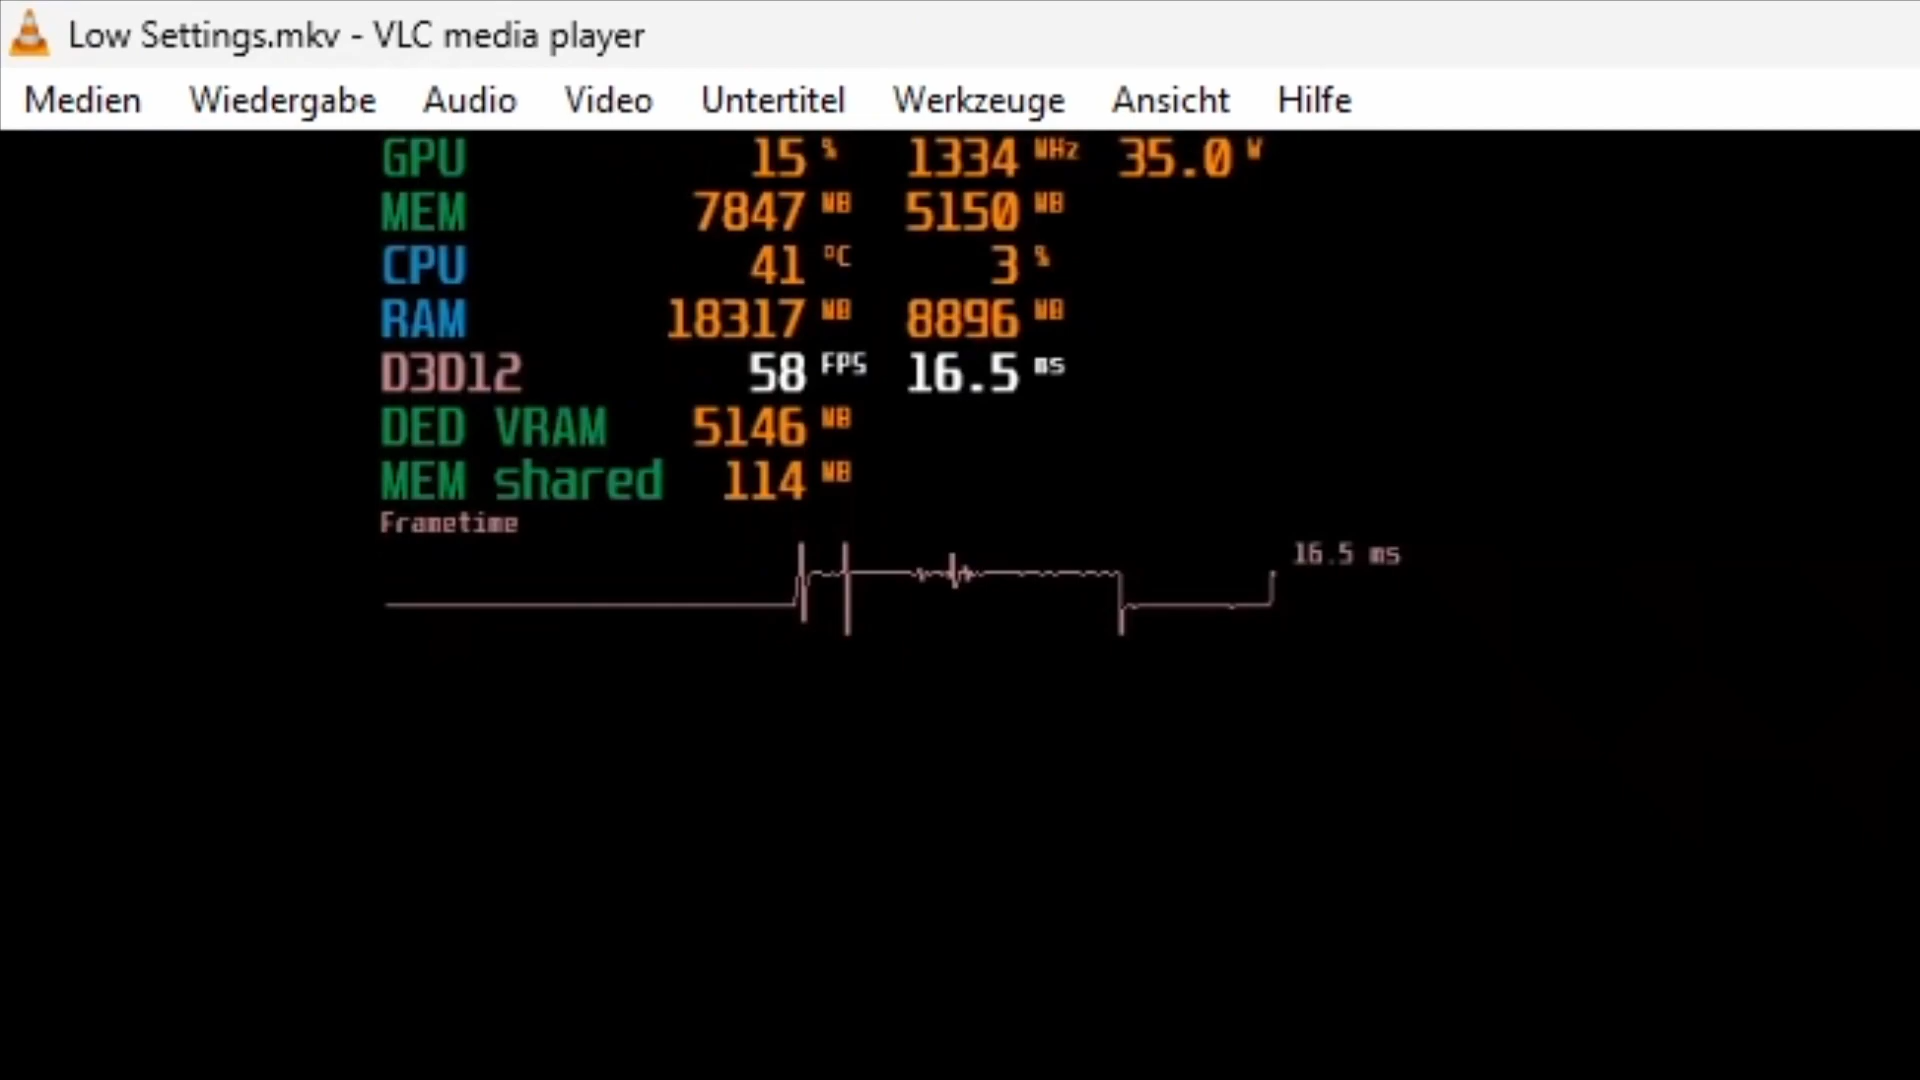 Low Settings.mkv - VLC media player
Medien Wiedergabe Audio Video Untertitel Werkzeuge Ansicht Hilfe
GPU 15 % 1334 MHz 35.0 W
MEM 7847 MB 5150 MB
CPU 41 °C 3 %
RAM 18317 MB 8896 MB
D3D12 58 FPS 16.5 ms
DED VRAM 5146 MB
MEM shared 114 MB
Frametime
16.5 ms